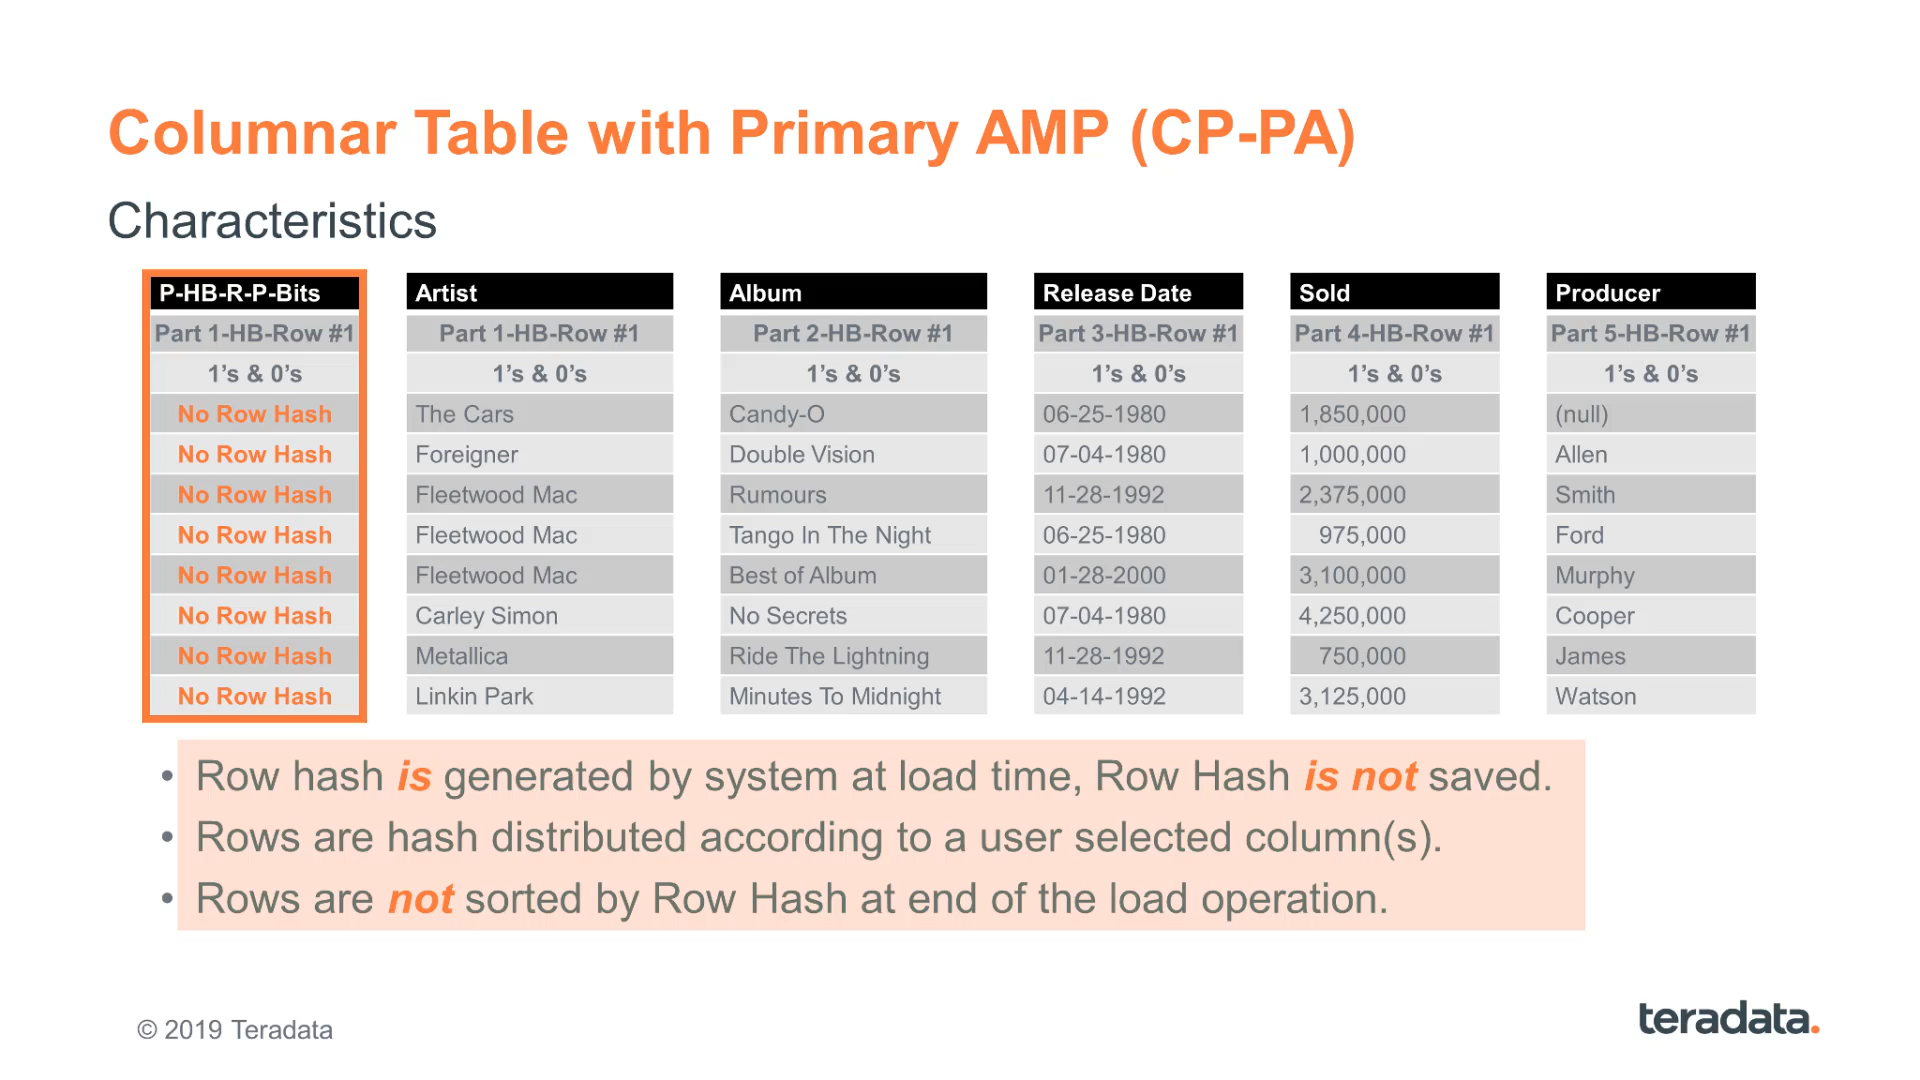 Columnar Table with Primary AMP (CP-PA)
Characteristics
P-HB-R-P-Bits Artist Album Release Date Sold Producer
Part 1-HB-Row #1 Part 1-HB-Row #1 Part 2-HB-Row #1 Part 3-HB-Row #1 Part 4-HB-Row #1 Part 5-HB-Row #1
1’s & 0’s 1’s & 0’s 1’s & 0’s 1’s & 0’s 1’s & 0’s 1’s & 0’s
No Row Hash The Cars Candy-O 06-25-1980 1,850,000 (null)
No Row Hash Foreigner Double Vision 07-04-1980 1,000,000 Allen
No Row Hash Fleetwood Mac Rumours 11-28-1992 2,375,000 Smith
No Row Hash Fleetwood Mac Tango In The Night 06-25-1980 975,000 Ford
No Row Hash Fleetwood Mac Best of Album 01-28-2000 3,100,000 Murphy
No Row Hash Carley Simon No Secrets 07-04-1980 4,250,000 Cooper
No Row Hash Metallica Ride The Lightning 11-28-1992 750,000 James
No Row Hash Linkin Park Minutes To Midnight 04-14-1992 3,125,000 Watson
• Row hash is generated by system at load time, Row Hash is not saved.
• Rows are hash distributed according to a user selected column(s).
• Rows are not sorted by Row Hash at end of the load operation.
© 2019 Teradata
teradata.